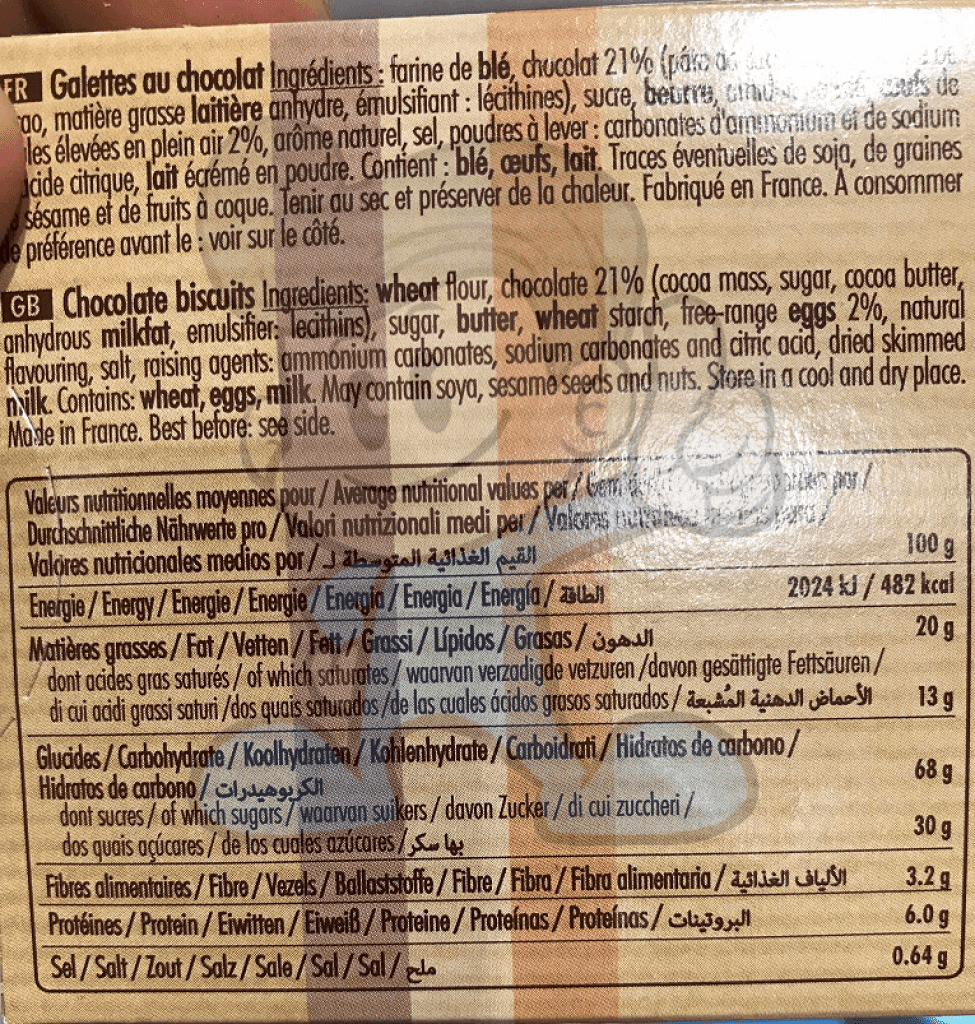 FR Galettes au chocolat Ingrédients : farine de blé, chocolat 21% (pâte de
cao, matière grasse laitière anhydre, émulsifiant : lécithines), sucre, beurre, œufs de
les élevées en plein air 2%, arôme naturel, sel, poudres à lever : carbonates d'ammonium et de sodium
acide citrique, lait écrémé en poudre. Contient : blé, œufs, lait. Traces éventuelles de soja, de graines
sésame et de fruits à coque. Tenir au sec et préserver de la chaleur. Fabriqué en France. À consommer
de préférence avant le : voir sur le côté.
GB Chocolate biscuits Ingredients: wheat flour, chocolate 21% (cocoa mass, sugar, cocoa butter,
anhydrous milkfat, emulsifier: lecithins), sugar, butter, wheat starch, free-range eggs 2%, natural
flavouring, salt, raising agents: ammonium carbonates, sodium carbonates and citric acid, dried skimmed
milk. Contains: wheat, eggs, milk. May contain soya, sesame seeds and nuts. Store in a cool and dry place.
Made in France. Best before: see side.
Valeurs nutritionnelles moyennes pour / Average nutritional values per / por /
Durchschnittliche Nährwerte pro / Valori nutrizionali medi per / Valores para /
Valores nutricionales medios por / القيم الغذائية المتوسطة لـ 100 g
Energie / Energy / Energie / Energie / Energia / Energia / Energía / الطاقة 2024 kJ / 482 kcal
Matières grasses / Fat / Vetten / Fett / Grassi / Lípidos / Grasas / الدهون 20 g
dont acides gras saturés / of which saturates / waarvan verzadigde vetzuren /davon gesättigte Fettsäuren /
di cui acidi grassi saturi /dos quais saturados /de las cuales ácidos grasos saturados / الأحماض الدهنية المُشبعة 13 g
Glucides / Carbohydrate / Koolhydraten / Kohlenhydrate / Carboidrati / Hidratos de carbono /
Hidratos de carbono / الكربوهيدرات 68 g
dont sucres / of which sugars / waarvan suikers / davon Zucker / di cui zuccheri /
dos quais açúcares / de los cuales azúcares / بها سكر 30 g
Fibres alimentaires / Fibre / Vezels / Ballaststoffe / Fibre / Fibra / Fibra alimentaria / الألياف الغذائية 3.2 g
Protéines / Protein / Eiwitten / Eiweiß / Proteine / Proteínas / Proteínas / البروتينات 6.0 g
Sel / Salt / Zout / Salz / Sale / Sal / Sal / ملح 0.64 g